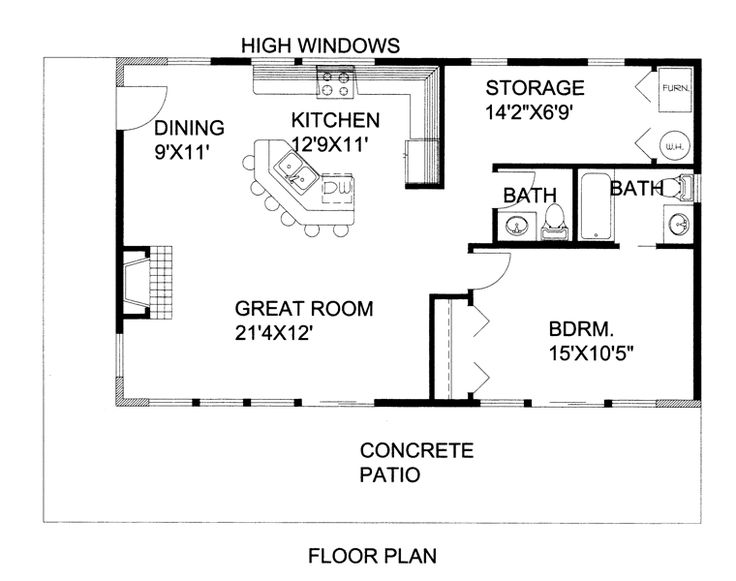 HIGH WINDOWS
STORAGE
14'2"X6'9'
FURN.
DINING
9'X11'
KITCHEN
12'9X11'
W.H.
DW
BATH
BATH
GREAT ROOM
21'4X12'
BDRM.
15'X10'5"
CONCRETE
PATIO
FLOOR PLAN